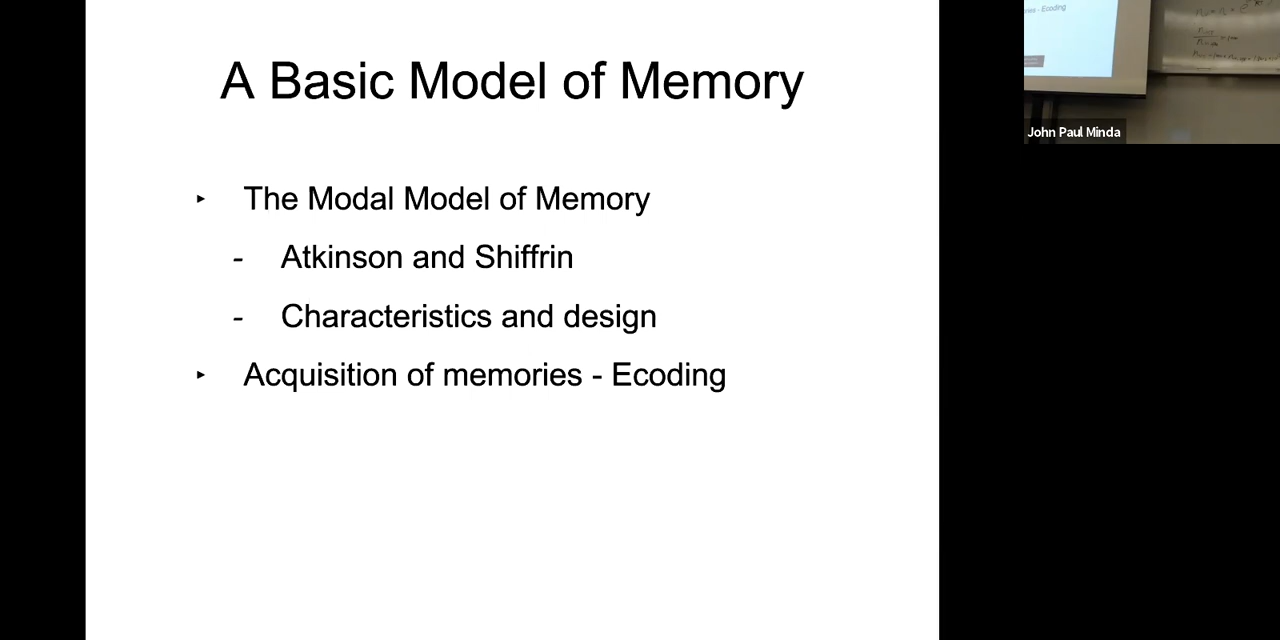 A Basic Model of Memory
‣ The Modal Model of Memory
- Atkinson and Shiffrin
- Characteristics and design
‣ Acquisition of memories - Ecoding
- Ecoding
John Paul Minda